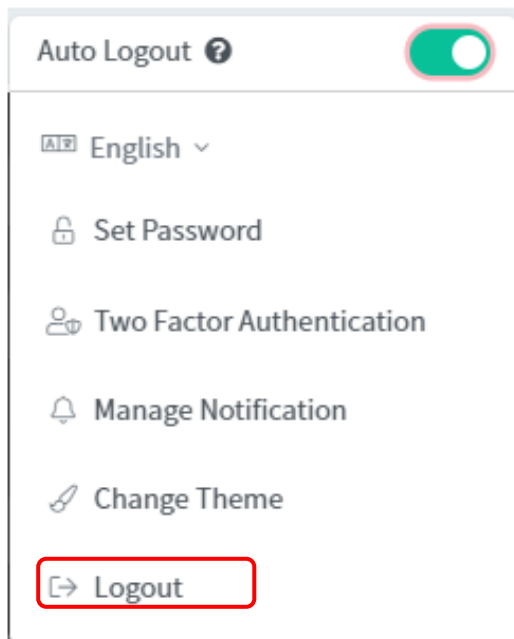 Auto Logout
English
Set Password
Two Factor Authentication
Manage Notification
Change Theme
Logout